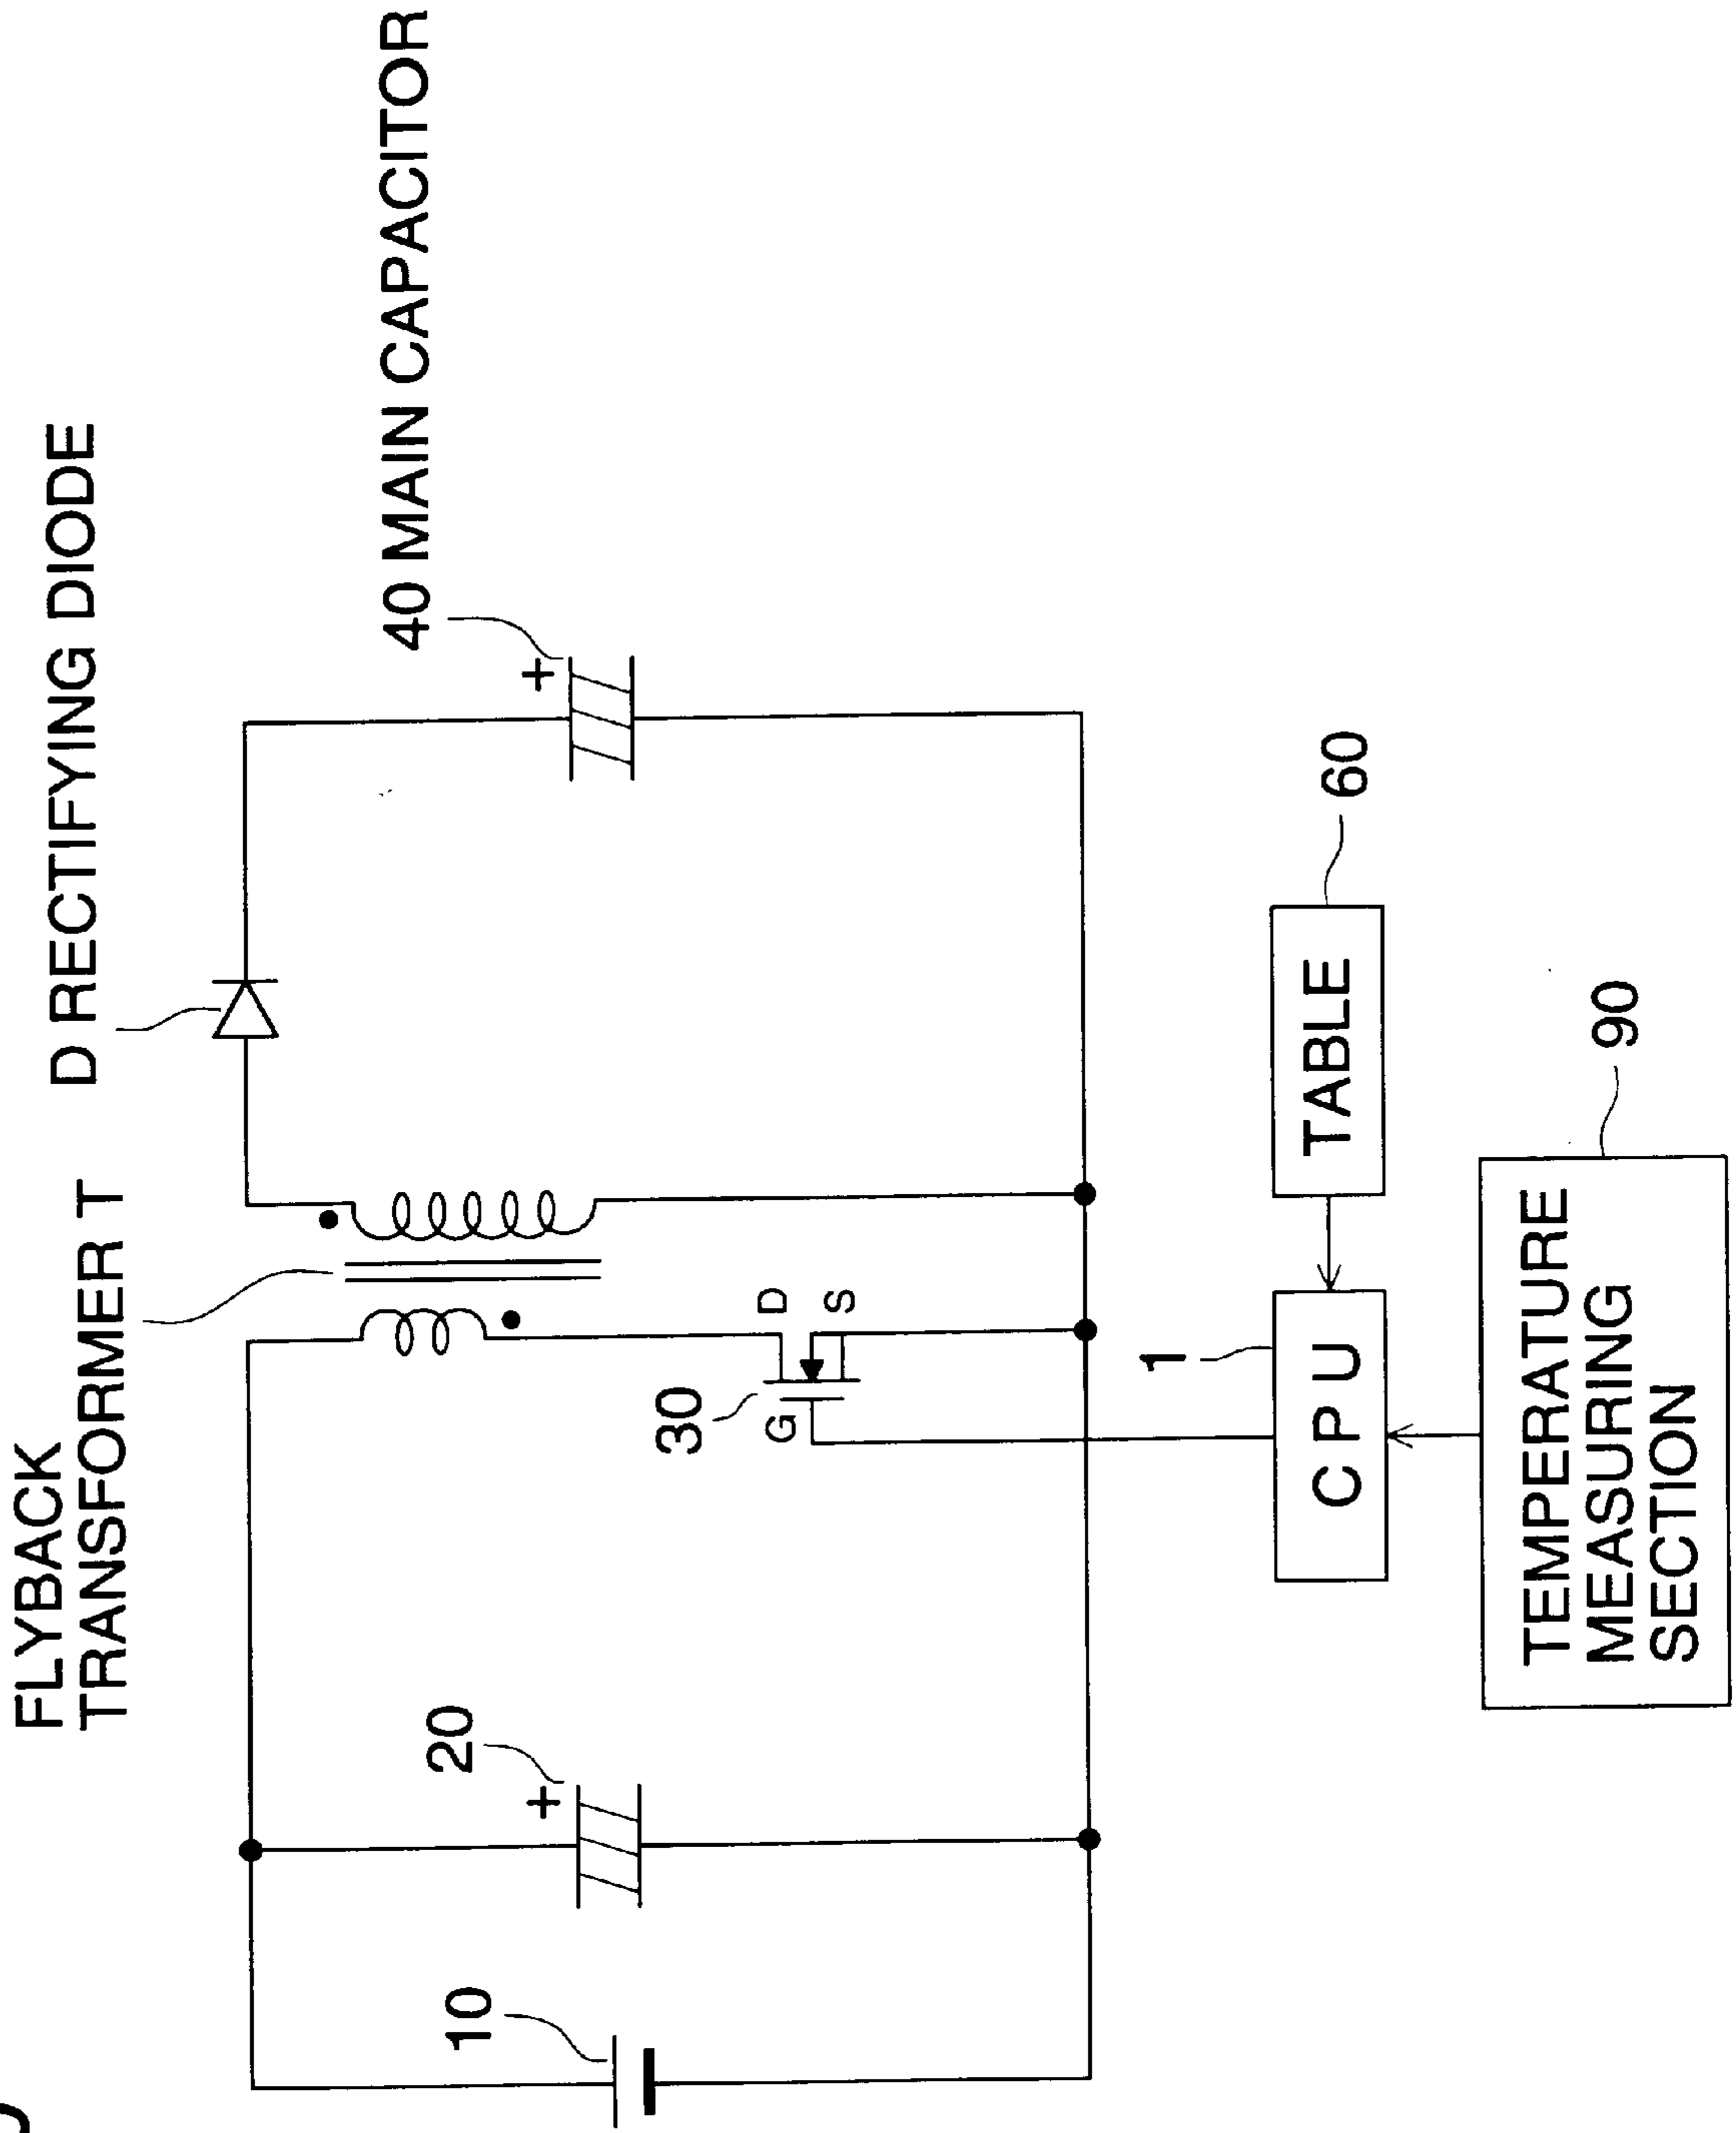 FLYBACK
TRANSFORMER T
D RECTIFYING DIODE
40 MAIN CAPACITOR
+
20
+
10
30
G
D
S
1
CPU
TABLE
60
TEMPERATURE
MEASURING
SECTION
90